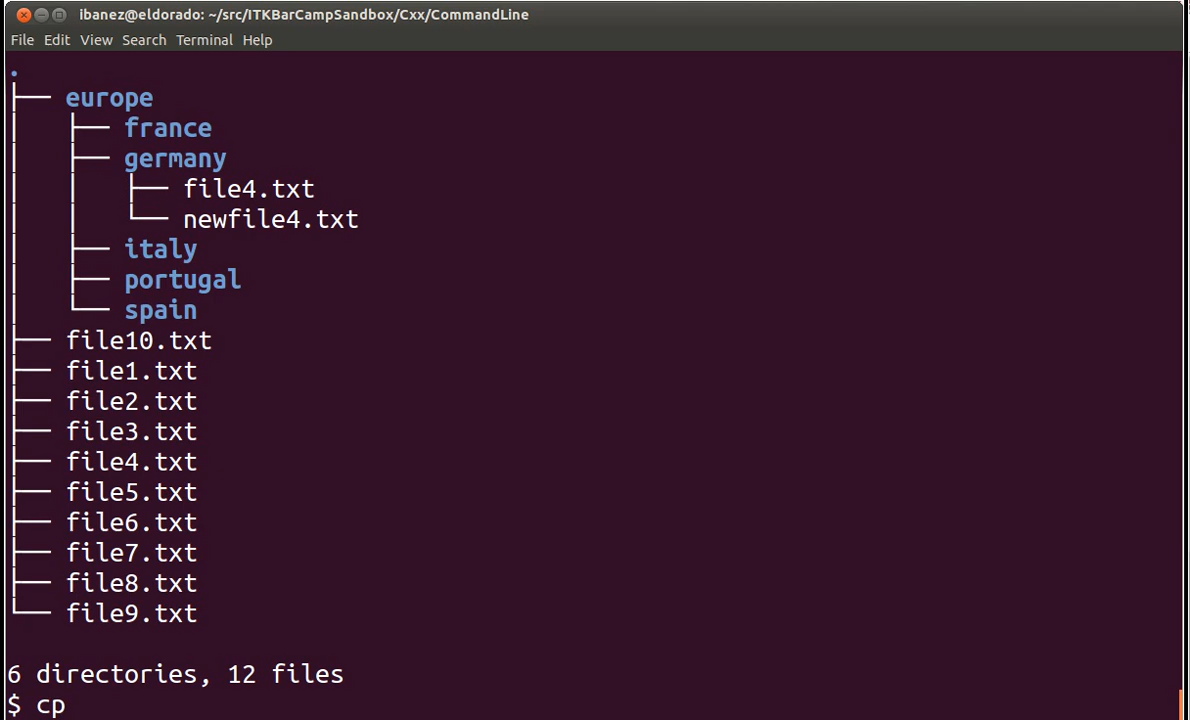 ibanez@eldorado: ~/src/ITKBarCampSandbox/Cxx/CommandLine
File Edit View Search Terminal Help
.
├── europe
│   ├── france
│   ├── germany
│   │   ├── file4.txt
│   │   └── newfile4.txt
│   ├── italy
│   ├── portugal
│   └── spain
├── file10.txt
├── file1.txt
├── file2.txt
├── file3.txt
├── file4.txt
├── file5.txt
├── file6.txt
├── file7.txt
├── file8.txt
└── file9.txt
6 directories, 12 files
$ cp